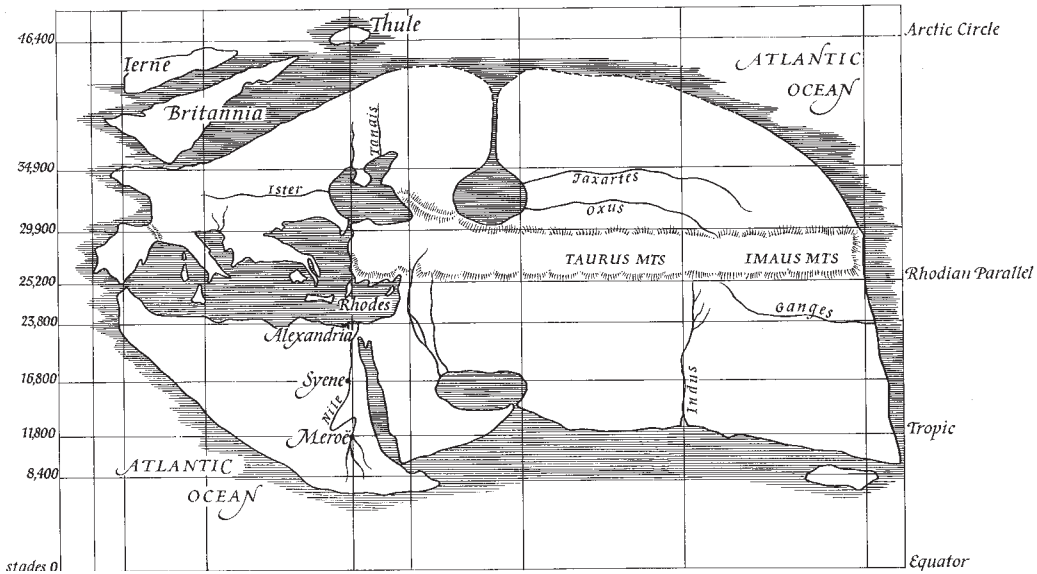 Thule
46,400
Arctic Circle
Ierne
ATLANTIC
OCEAN
Britannia
Tanais
34,900
Jaxartes
Ister
Oxus
29,900
TAURUS MTS
IMAUS MTS
25,200
Rhodian Parallel
Rhodes
Ganges
23,800
Alexandria
Syene
16,800
Nile
Indus
Meroë
11,800
Tropic
8,400
ATLANTIC
OCEAN
stades 0
Equator